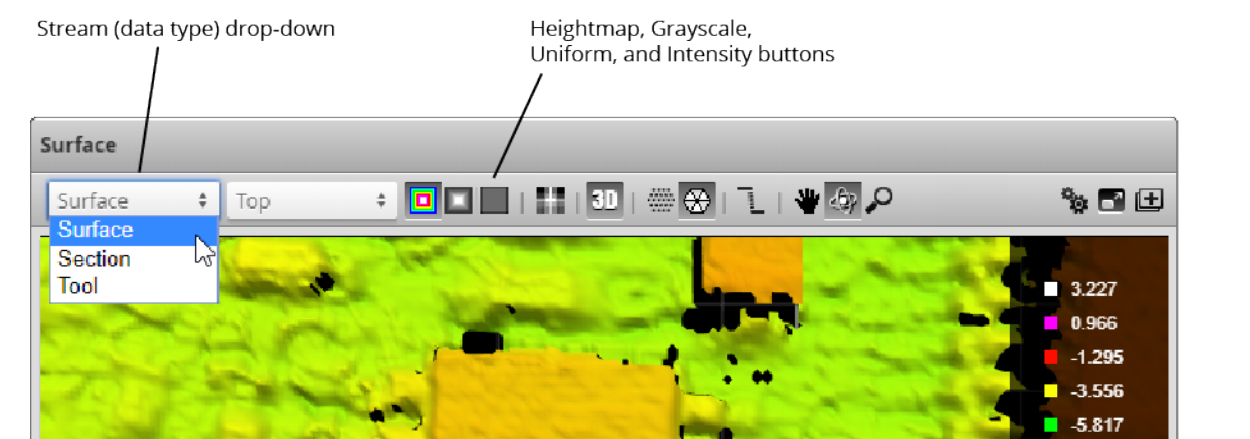 Stream (data type) drop-down
Heightmap, Grayscale,
Uniform, and Intensity buttons
Surface
Surface
Top
3D
Surface
Section
Tool
3.227
0.966
-1.295
-3.556
-5.817